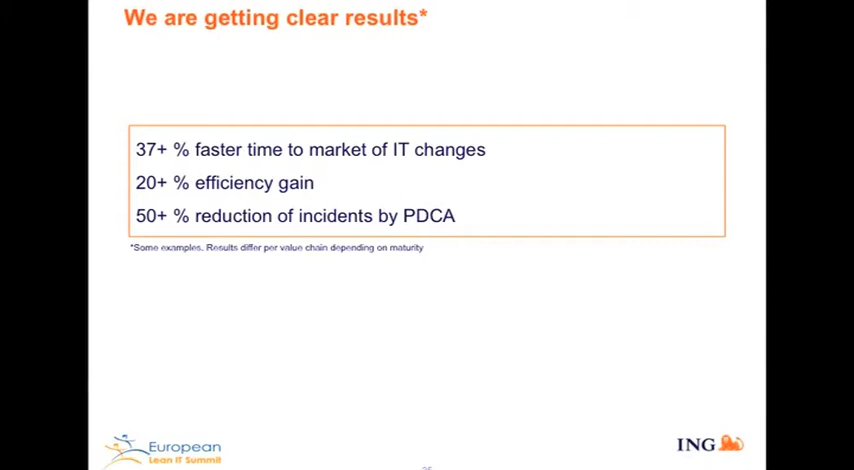 We are getting clear results*
37+ % faster time to market of IT changes
20+ % efficiency gain
50+ % reduction of incidents by PDCA
*Some examples. Results differ per value chain depending on maturity
European
Lean IT Summit
ING